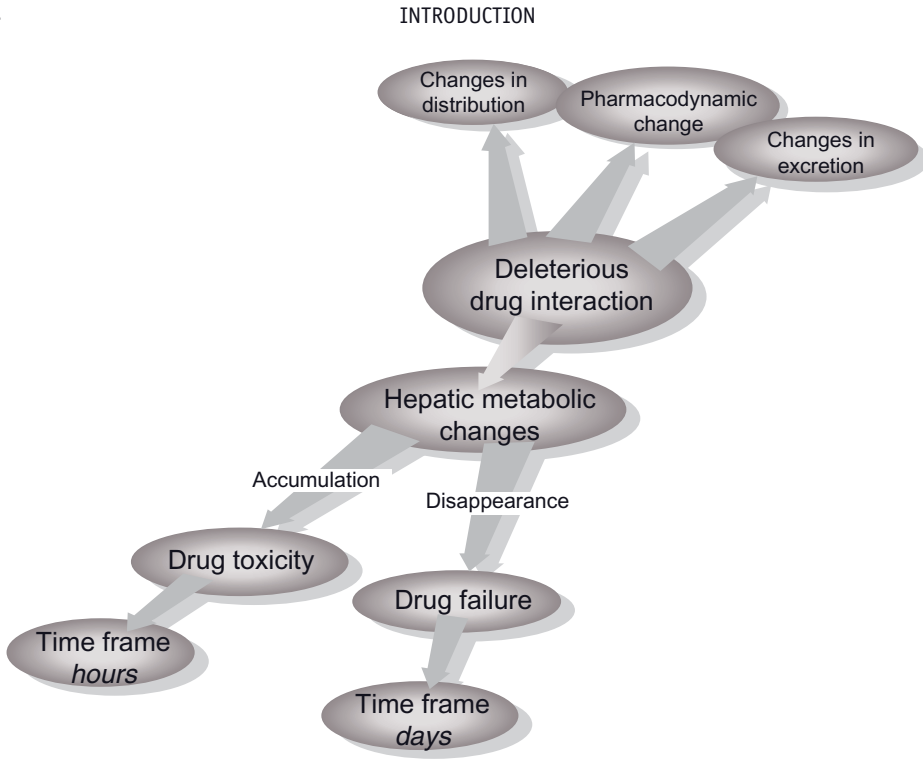 INTRODUCTION
Changes in
distribution
Pharmacodynamic
change
Changes in
excretion
Deleterious
drug interaction
Hepatic metabolic
changes
Accumulation
Disappearance
Drug toxicity
Drug failure
Time frame
hours
Time frame
days